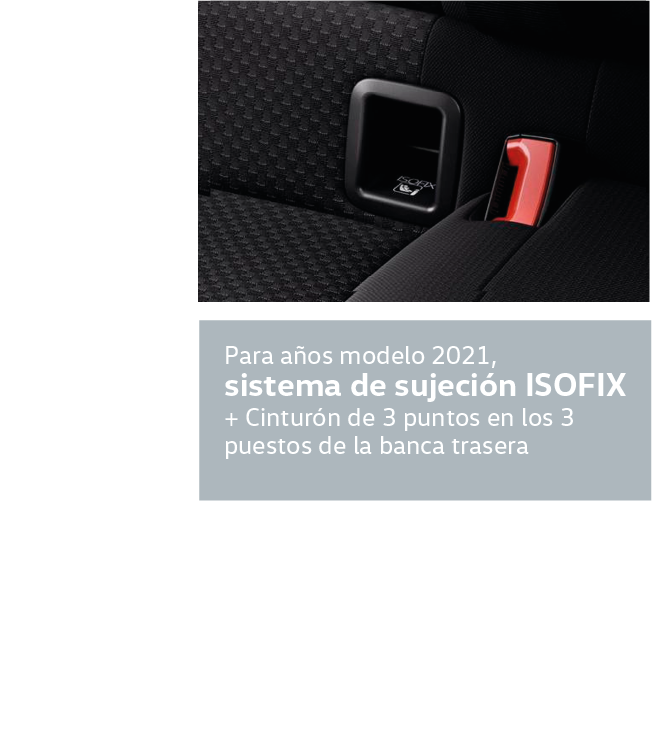 ISOFIX
Para años modelo 2021,
sistema de sujeción ISOFIX
+ Cinturón de 3 puntos en los 3
puestos de la banca trasera